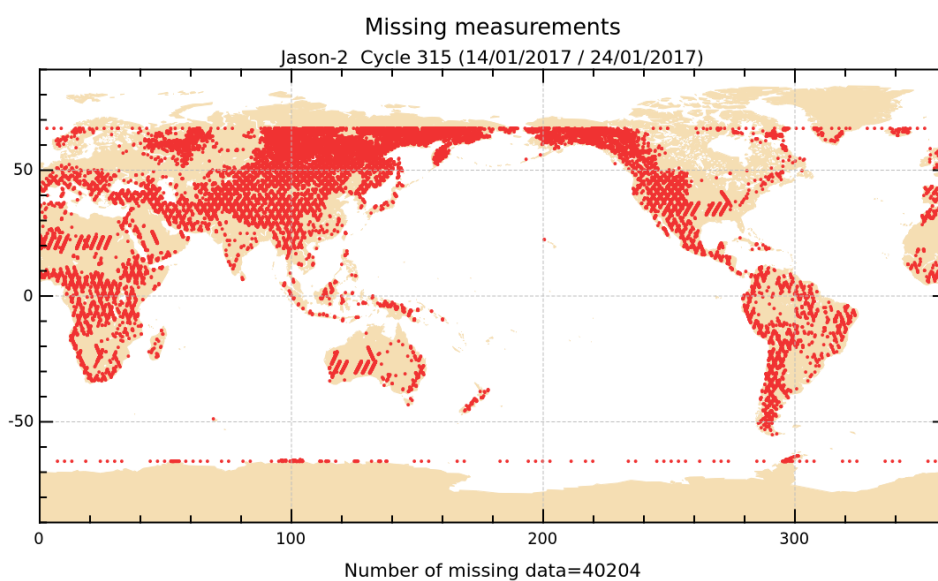 Missing measurements
Jason-2  Cycle 315 (14/01/2017 / 24/01/2017)
50
0
-50
0 100 200 300
Number of missing data=40204